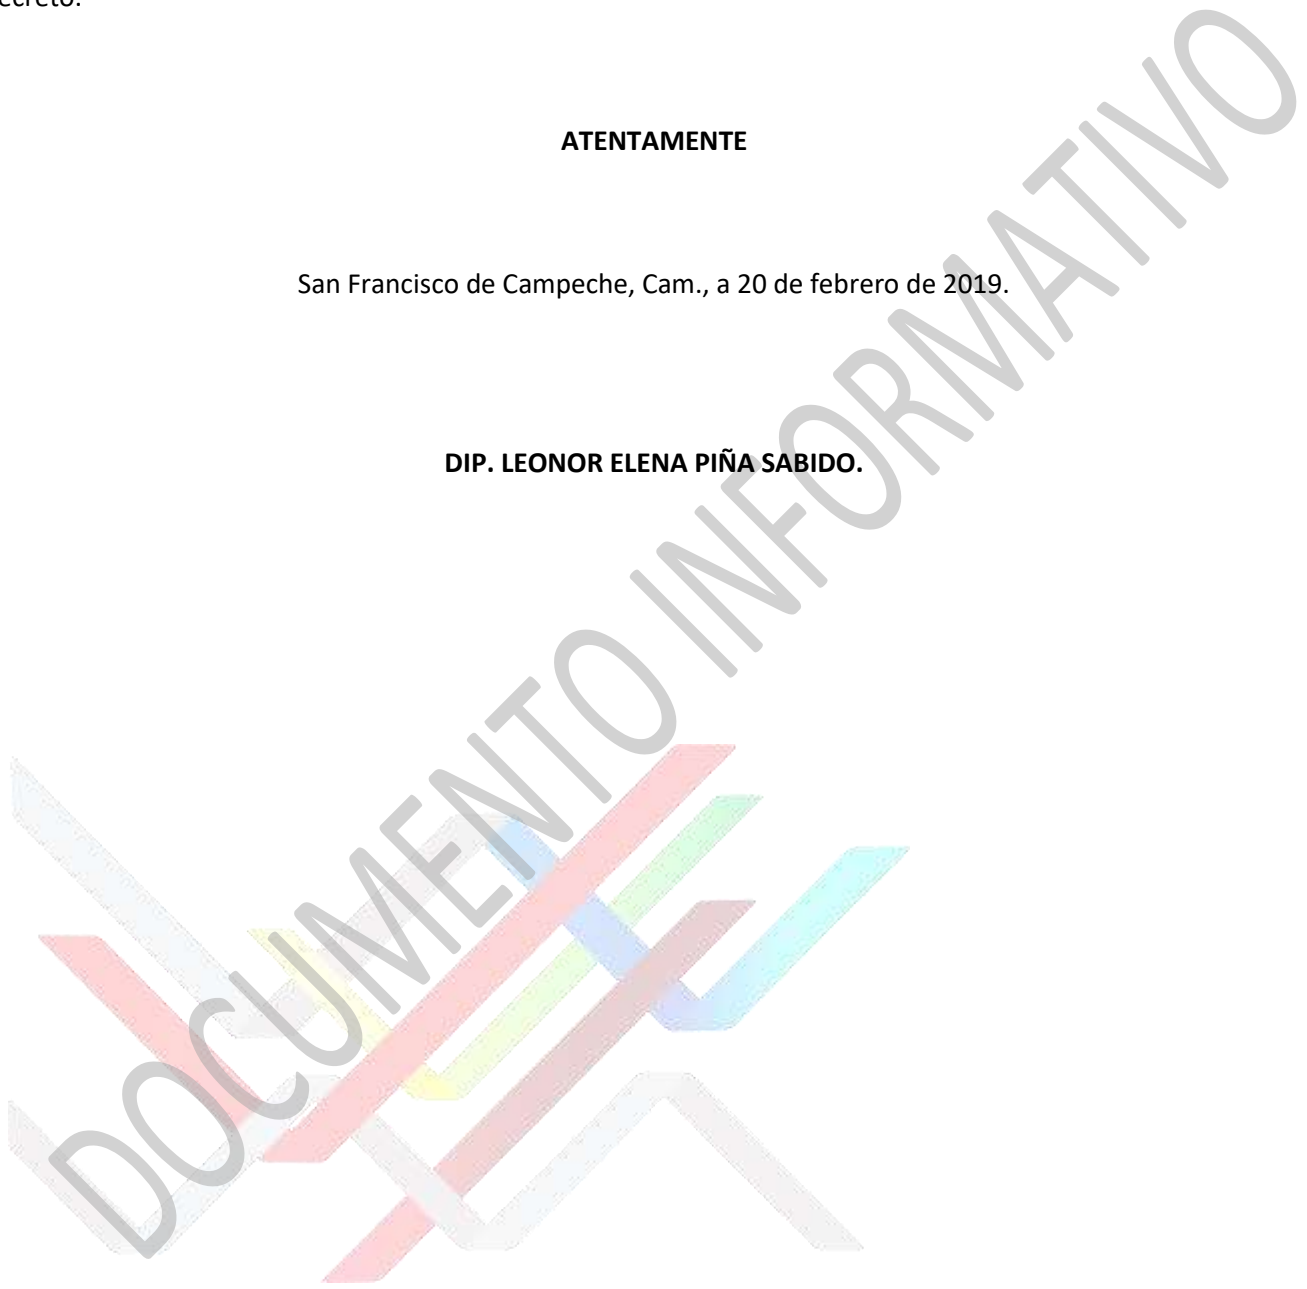 ecreto.
ATENTAMENTE
San Francisco de Campeche, Cam., a 20 de febrero de 2019.
DIP. LEONOR ELENA PIÑA SABIDO.
DOCUMENTO INFORMATIVO